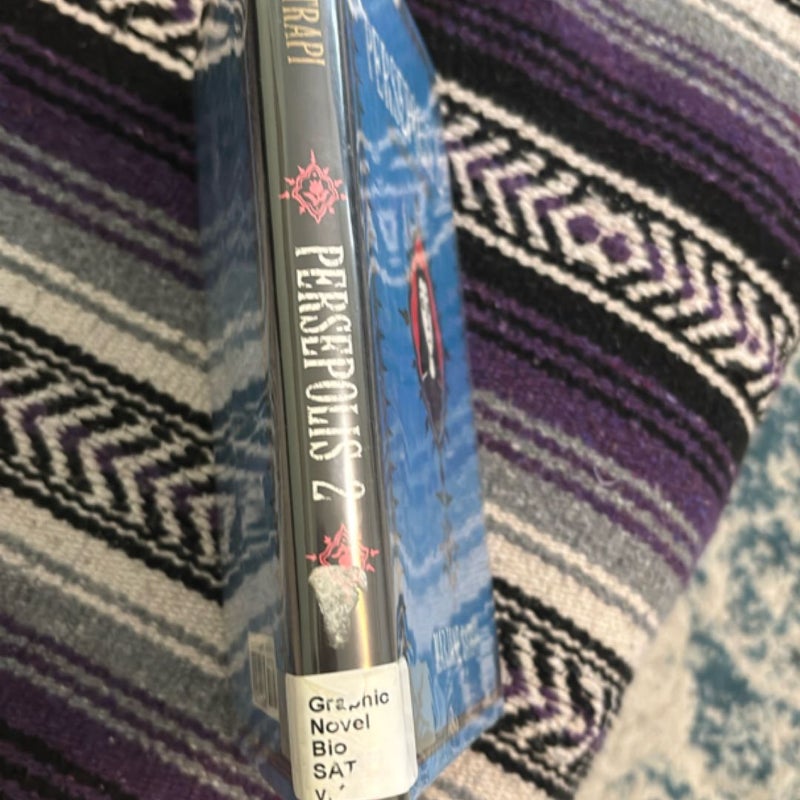 TRAPI
PERSEPOLIS 2
Graphic
Novel
Bio
SAT
v.